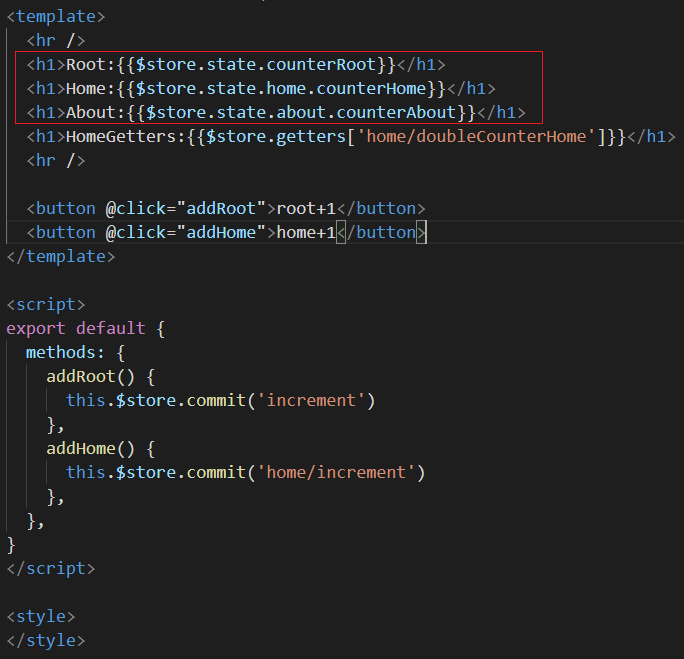 <template>
<hr />
<h1>Root:{{$store.state.counterRoot}}</h1>
<h1>Home:{{$store.state.home.counterHome}}</h1>
<h1>About:{{$store.state.about.counterAbout}}</h1>
<h1>HomeGetters:{{$store.getters['home/doubleCounterHome']}}</h1>
<hr />
<button @click="addRoot">root+1</button>
<button @click="addHome">home+1</button>
</template>
<script>
export default {
methods: {
addRoot() {
this.$store.commit('increment')
},
addHome() {
this.$store.commit('home/increment')
},
},
}
</script>
<style>
</style>